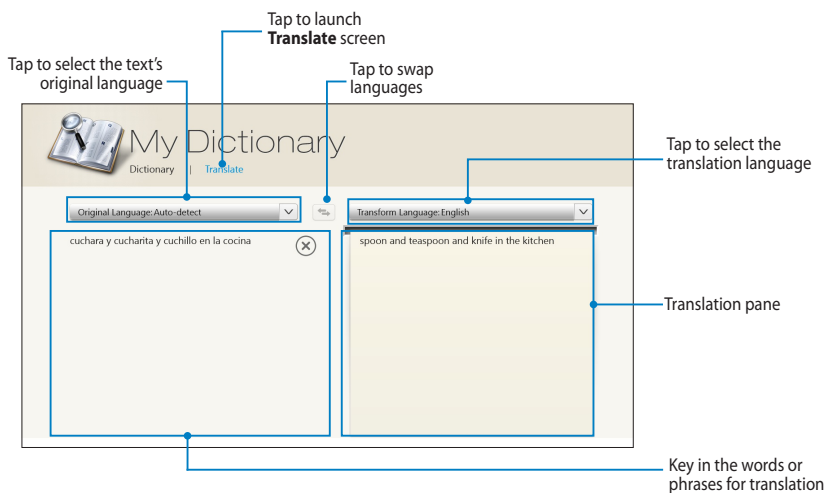 Tap to launch
Translate screen
Tap to select the text's
original language
Tap to swap
languages
My Dictionary
Dictionary | Translate
Tap to select the
translation language
Original Language: Auto-detect
Transform Language: English
cuchara y cucharita y cuchillo en la cocina
spoon and teaspoon and knife in the kitchen
Translation pane
Key in the words or
phrases for translation